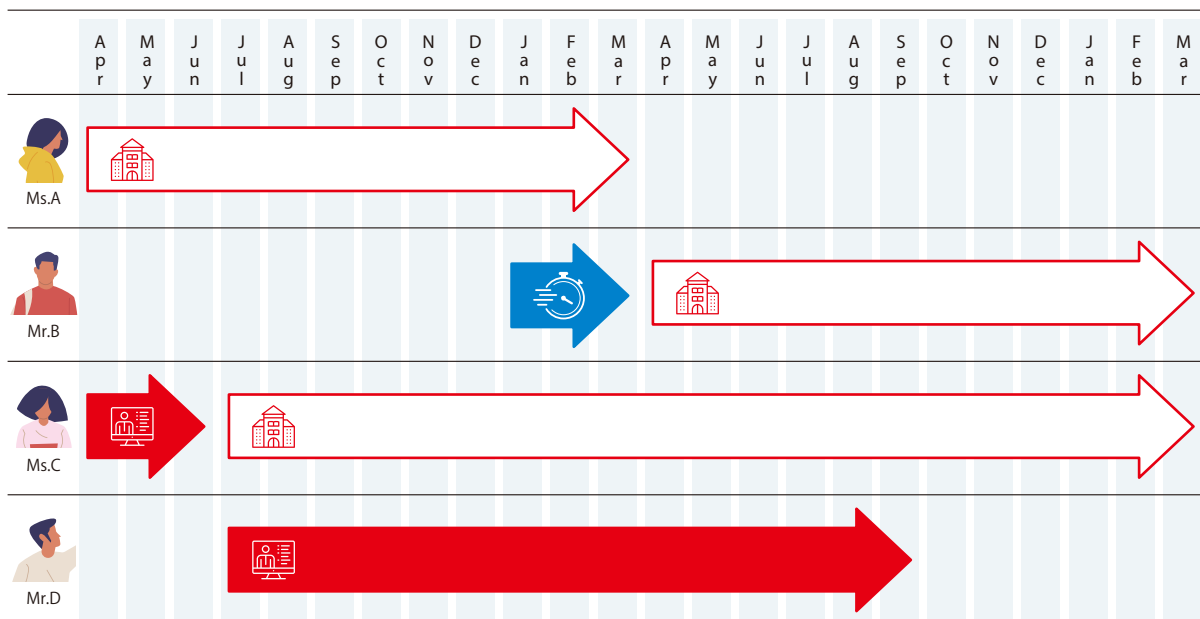 Apr May Jun Jul Aug Sep Oct Nov Dec Jan Feb Mar Apr May Jun Jul Aug Sep Oct Nov Dec Jan Feb Mar
Ms.A
Mr.B
Ms.C
Mr.D